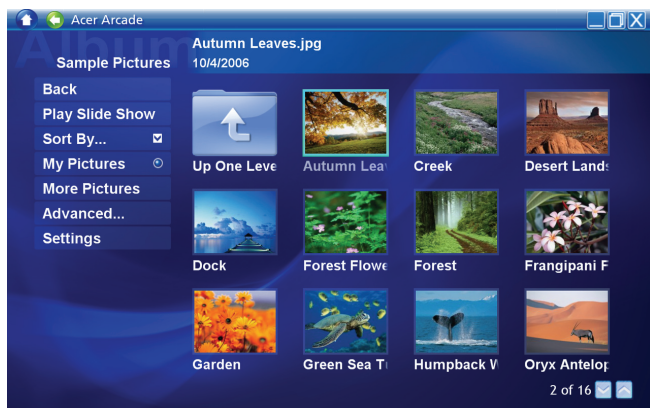 Acer Arcade
Album
Autumn Leaves.jpg
Sample Pictures
10/4/2006
Back
Play Slide Show
Sort By...
My Pictures
More Pictures
Advanced...
Settings
Up One Leve
Autumn Leav
Creek
Desert Lands
Dock
Forest Flowe
Forest
Frangipani F
Garden
Green Sea T
Humpback W
Oryx Antelop
2 of 16